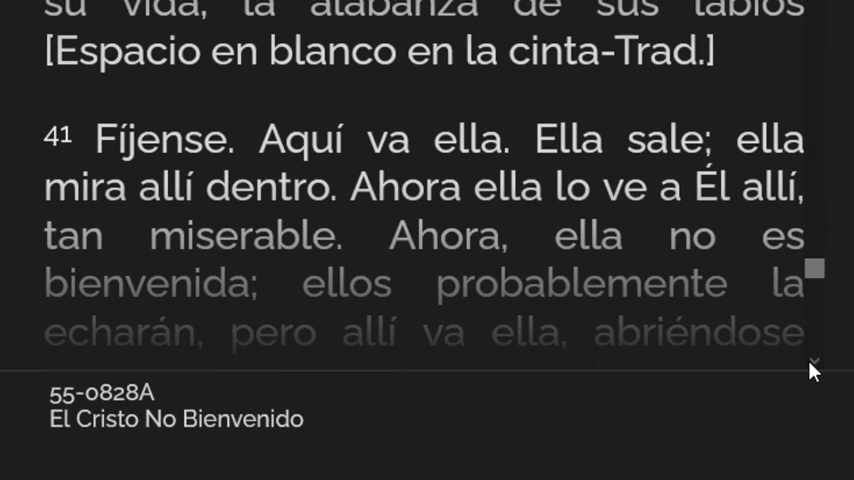 su vida, la alabanza de sus labios
[Espacio en blanco en la cinta-Trad.]
41 Fíjense. Aquí va ella. Ella sale; ella
mira allí dentro. Ahora ella lo ve a Él allí,
tan miserable. Ahora, ella no es
bienvenida; ellos probablemente la
echarán, pero allí va ella, abriéndose
55-0828A
El Cristo No Bienvenido